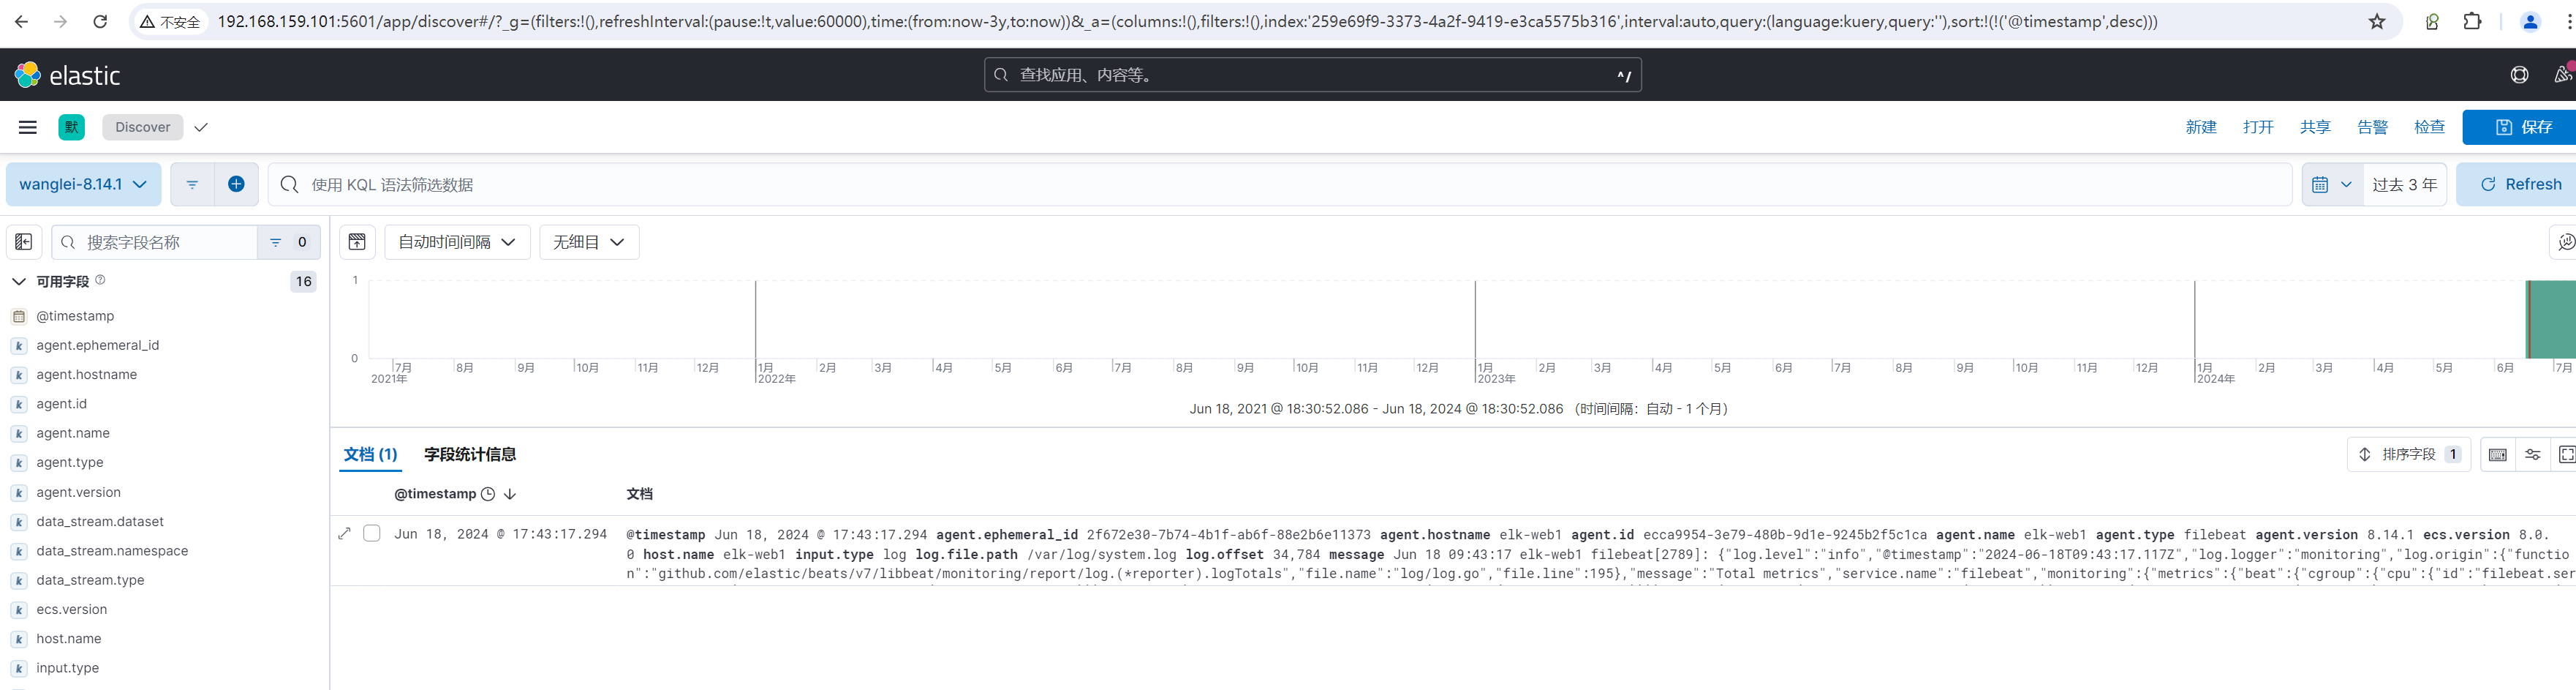 不安全 192.168.159.101:5601/app/discover#/?_g=(filters:!(),refreshInterval:(pause:!t,value:60000),time:(from:now-3y,to:now))&_a=(columns:!(),filters:!(),index:'259e69f9-3373-4a2f-9419-e3ca5575b316',interval:auto,query:(language:kuery,query:''),sort:!(!('@timestamp',desc)))
elastic 查找应用、内容等。 ^/
默 Discover 新建 打开 共享 告警 检查 保存
wanglei-8.14.1 使用 KQL 语法筛选数据 过去 3 年 Refresh
搜索字段名称 0 自动时间间隔 无细目
可用字段 16
@timestamp
agent.ephemeral_id
agent.hostname
agent.id
agent.name
agent.type
agent.version
data_stream.dataset
data_stream.namespace
data_stream.type
ecs.version
host.name
input.type
1
0
7月 8月 9月 10月 11月 12月 1月 2月 3月 4月 5月 6月 7月 8月 9月 10月 11月 12月 1月 2月 3月 4月 5月 6月 7月 8月 9月 10月 11月 12月 1月 2月 3月 4月 5月 6月 7月
2021年 2022年 2023年 2024年
Jun 18, 2021 @ 18:30:52.086 - Jun 18, 2024 @ 18:30:52.086 （时间间隔：自动 - 1 个月）
文档 (1) 字段统计信息 排序字段 1
@timestamp 文档
Jun 18, 2024 @ 17:43:17.294 @timestamp Jun 18, 2024 @ 17:43:17.294 agent.ephemeral_id 2f672e30-7b74-4b1f-ab6f-88e2b6e11373 agent.hostname elk-web1 agent.id ecca9954-3e79-480b-9d1e-9245b2f5c1ca agent.name elk-web1 agent.type filebeat agent.version 8.14.1 ecs.version 8.0.
0 host.name elk-web1 input.type log log.file.path /var/log/system.log log.offset 34,784 message Jun 18 09:43:17 elk-web1 filebeat[2789]: {"log.level":"info","@timestamp":"2024-06-18T09:43:17.117Z","log.logger":"monitoring","log.origin":{"functio
n":"github.com/elastic/beats/v7/libbeat/monitoring/report/log.(*reporter).logTotals","file.name":"log/log.go","file.line":195},"message":"Total metrics","service.name":"filebeat","monitoring":{"metrics":{"beat":{"cgroup":{"cpu":{"id":"filebeat.ser